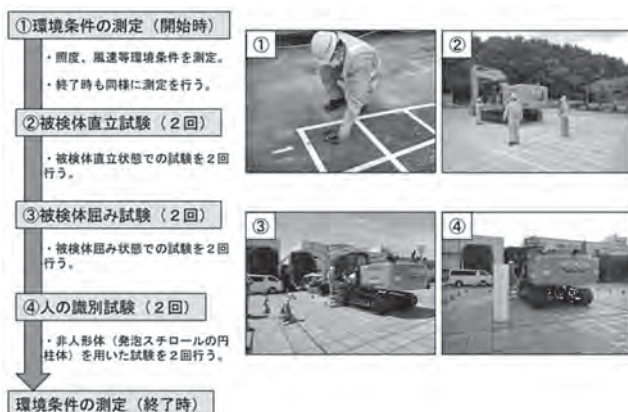 ①環境条件の測定（開始時）
・照度、風速等環境条件を測定。
・終了時も同様に測定を行う。
②被検体直立試験（２回）
・被検体直立状態での試験を２回
行う。
③被検体屈み試験（２回）
・被検体屈み状態での試験を２回
行う。
④人の識別試験（２回）
・非人形体（発泡スチロールの円
柱体）を用いた試験を２回行う。
環境条件の測定（終了時）
①
②
③
④